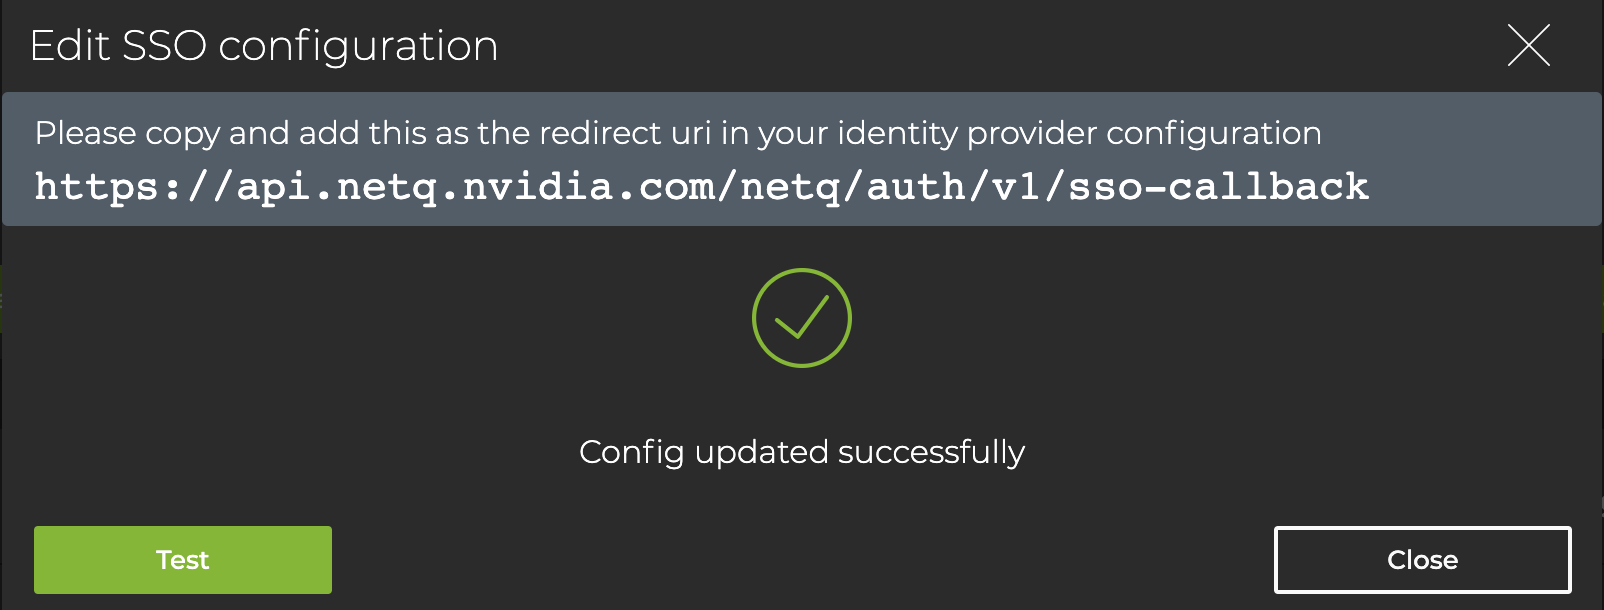 Edit SSO configuration
Please copy and add this as the redirect uri in your identity provider configuration
https://api.netq.nvidia.com/netq/auth/v1/sso-callback
Config updated successfully
Test
Close